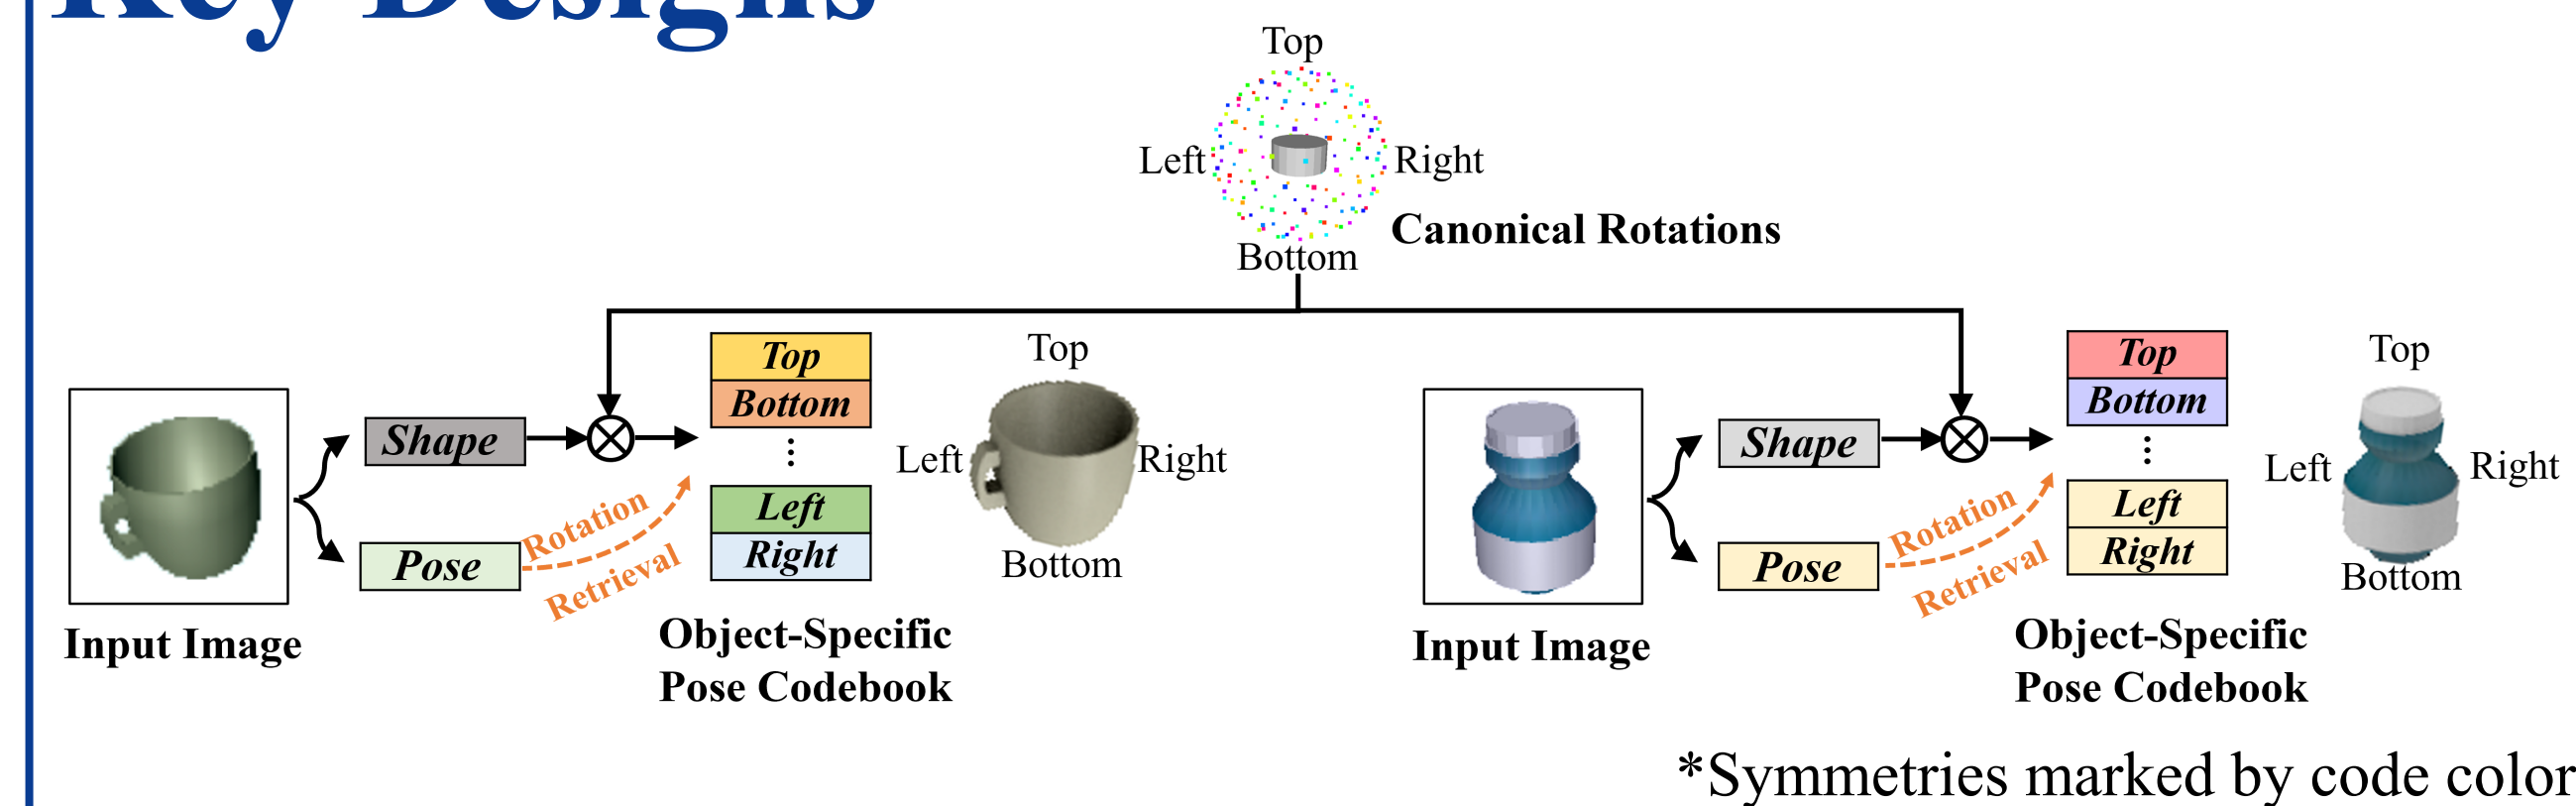 Key Designs
Top
Left
Right
Canonical Rotations
Bottom
Input Image
Shape
Pose
Rotation
Retrieval
Top
Bottom
⋮
Left
Right
Object-Specific
Pose Codebook
Top
Left
Right
Bottom
Input Image
Shape
Pose
Rotation
Retrieval
Top
Bottom
⋮
Left
Right
Object-Specific
Pose Codebook
Top
Left
Right
Bottom
*Symmetries marked by code color